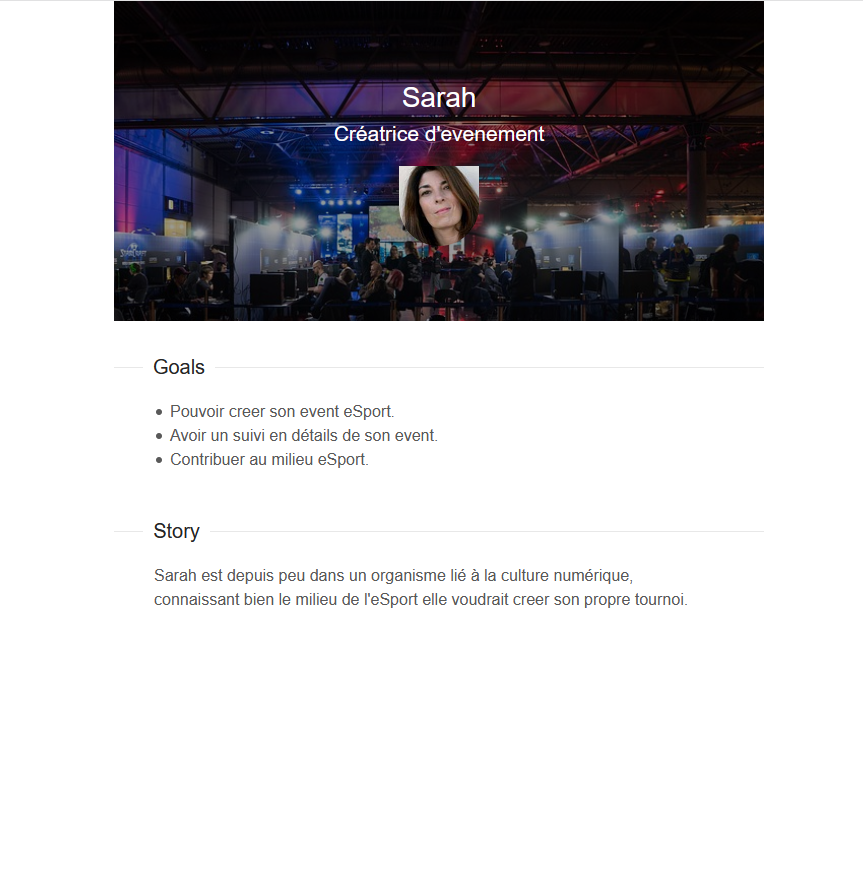 Sarah
Créatrice d'evenement
Goals
Pouvoir creer son event eSport.
Avoir un suivi en détails de son event.
Contribuer au milieu eSport.
Story
Sarah est depuis peu dans un organisme lié à la culture numérique,
connaissant bien le milieu de l'eSport elle voudrait creer son propre tournoi.